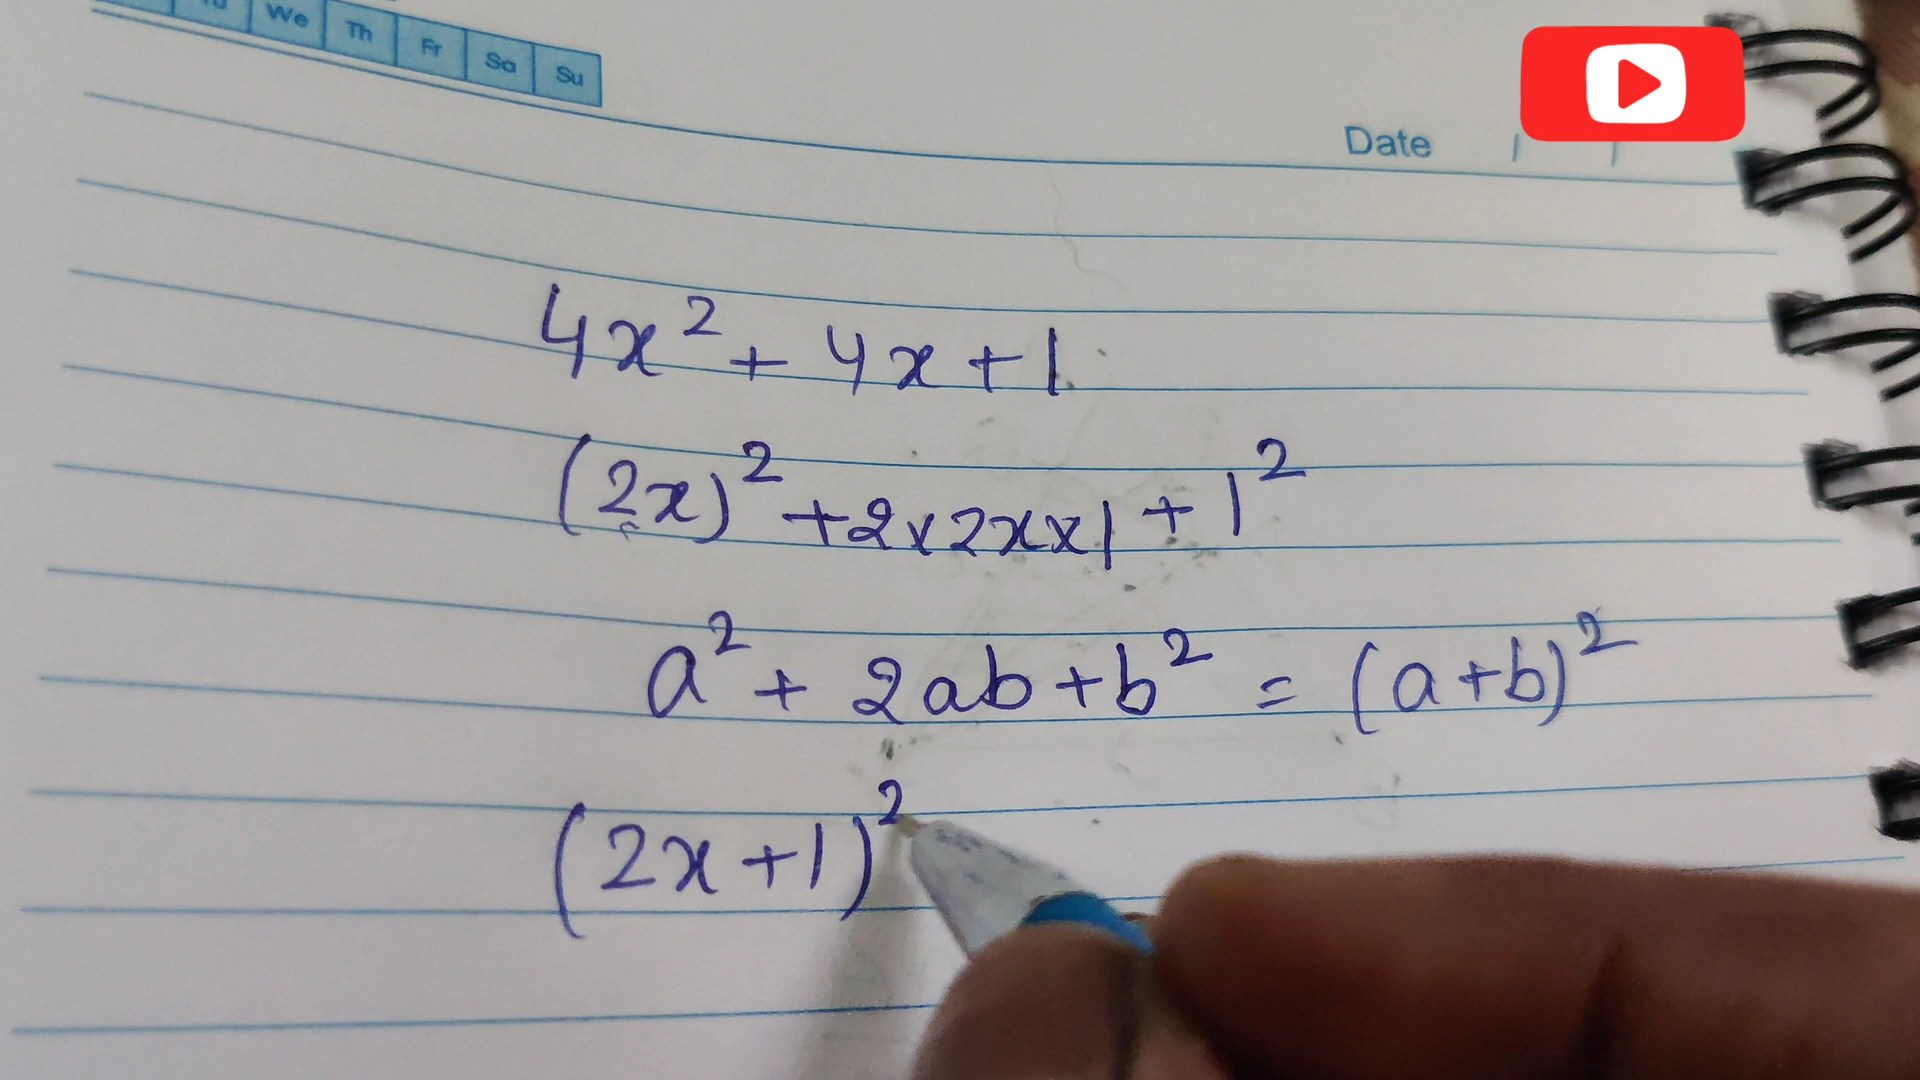 We Th Fr Sa Su
Date
4x² + 4x + 1
(2x)² + 2×2x×1 + 1²
a² + 2ab + b² = (a+b)²
(2x+1)²